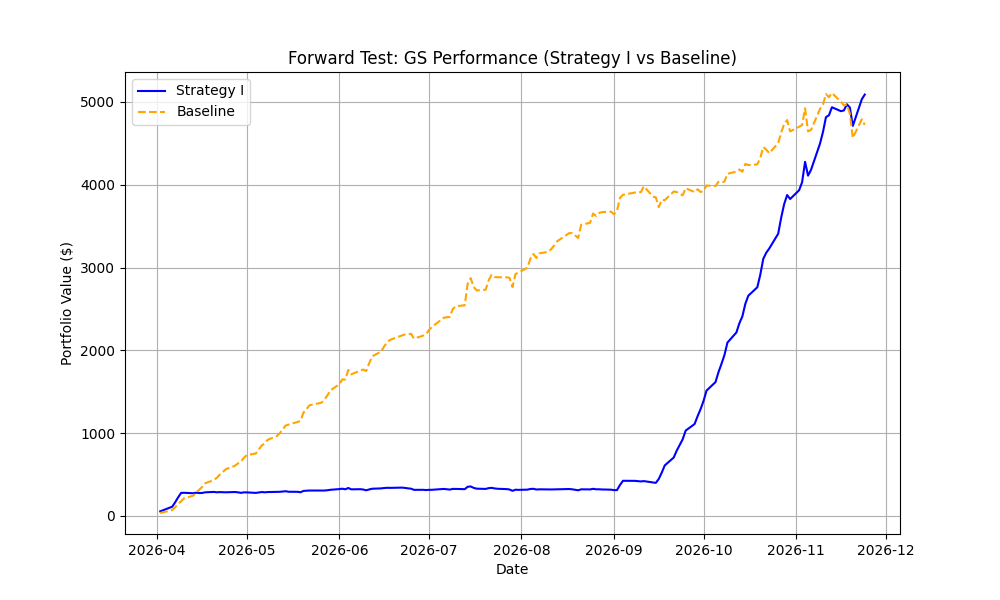 Forward Test: GS Performance (Strategy I vs Baseline)
Strategy I
Baseline
Portfolio Value ($)
5000
4000
3000
2000
1000
0
2026-04 2026-05 2026-06 2026-07 2026-08 2026-09 2026-10 2026-11 2026-12
Date